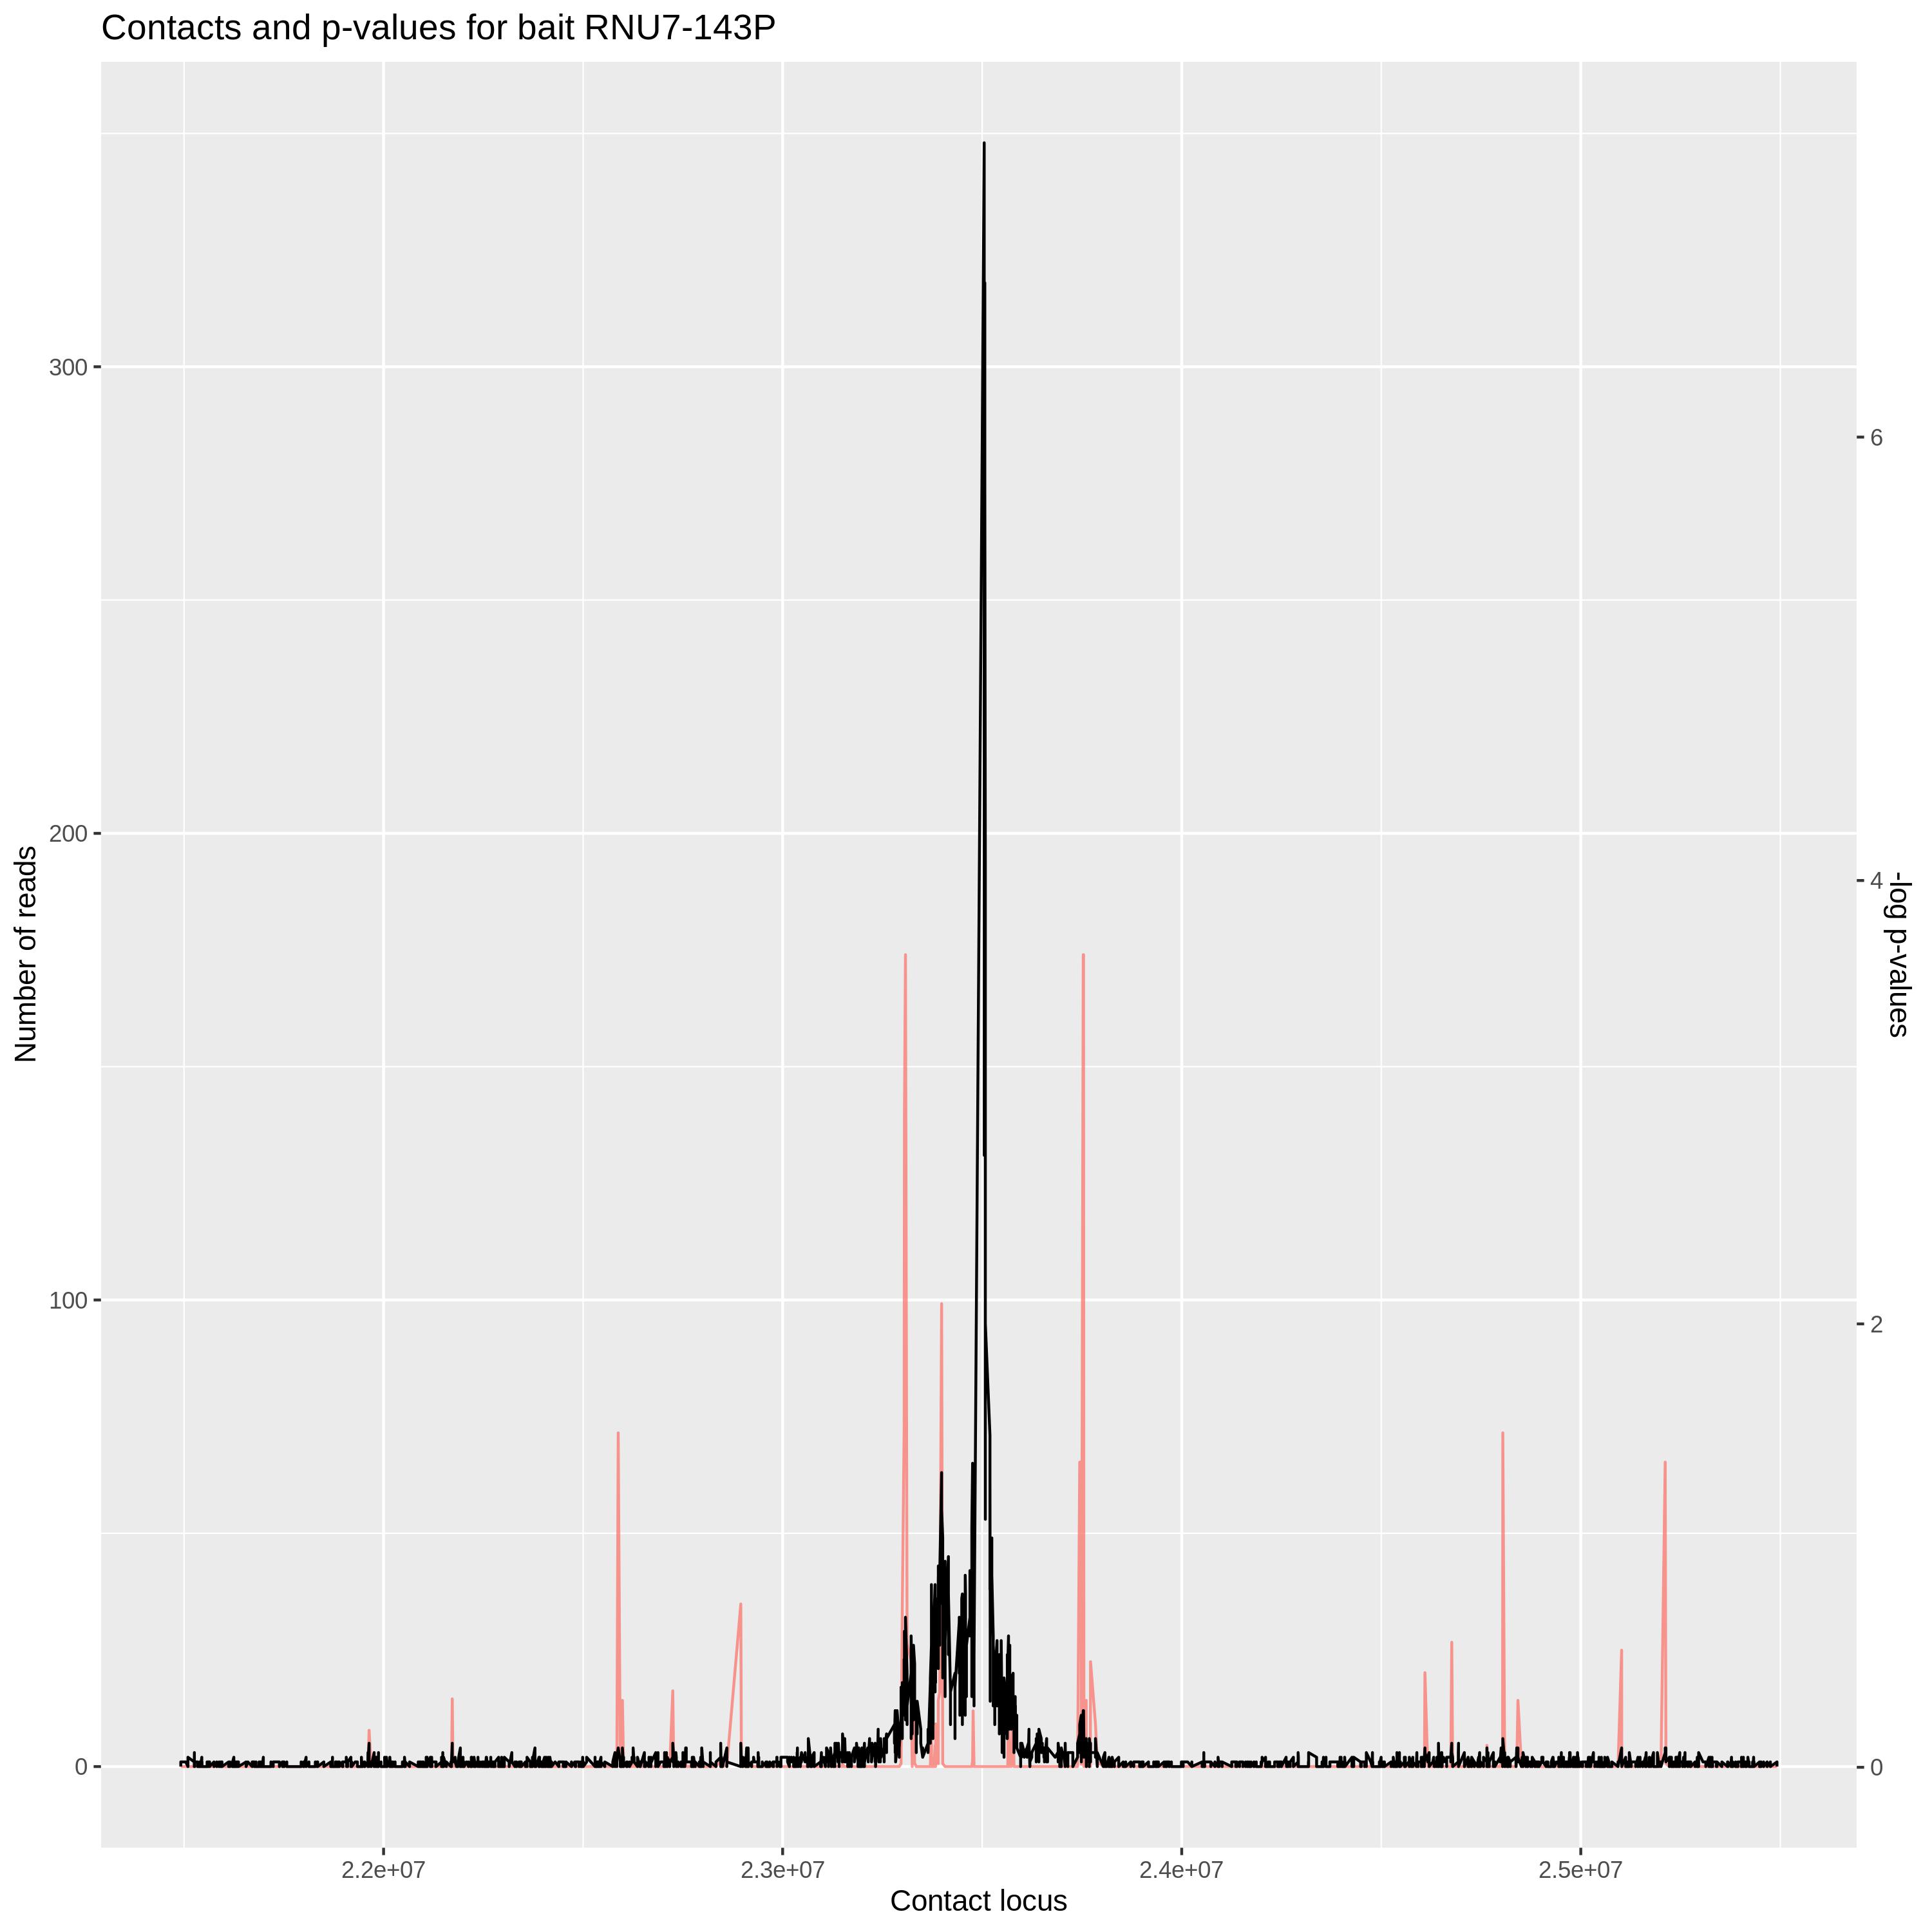 Contacts and p-values for bait RNU7-143P
300
200
100
0
Number of reads
6
4
2
0
-log p-values
2.2e+07
2.3e+07
2.4e+07
2.5e+07
Contact locus